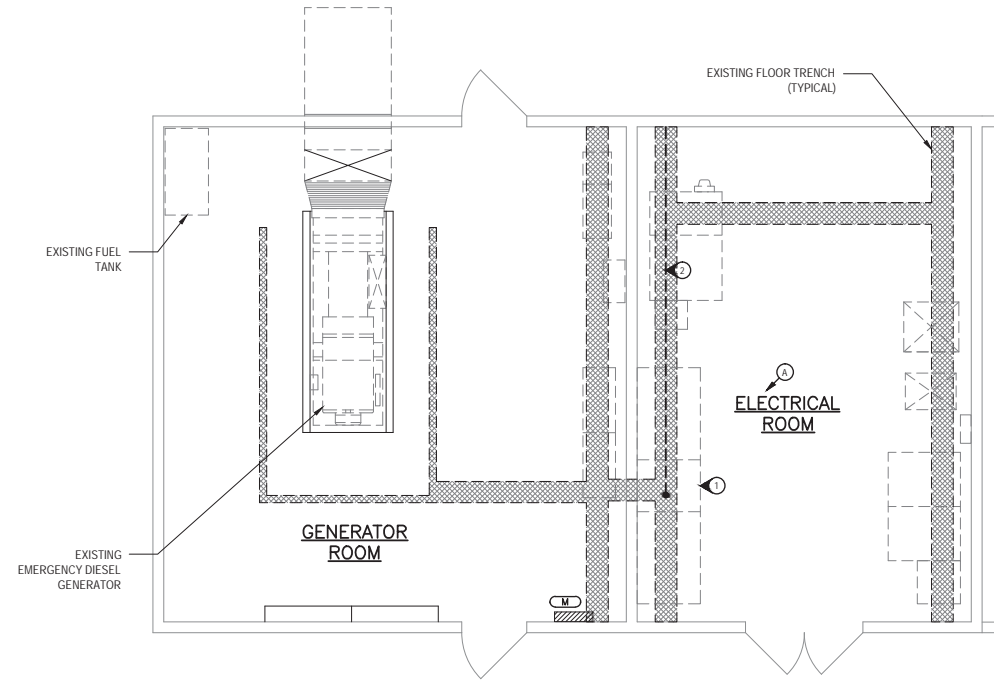 EXISTING FLOOR TRENCH
(TYPICAL)
EXISTING FUEL
TANK
2
A
ELECTRICAL
ROOM
1
GENERATOR
ROOM
EXISTING
EMERGENCY DIESEL
GENERATOR
M